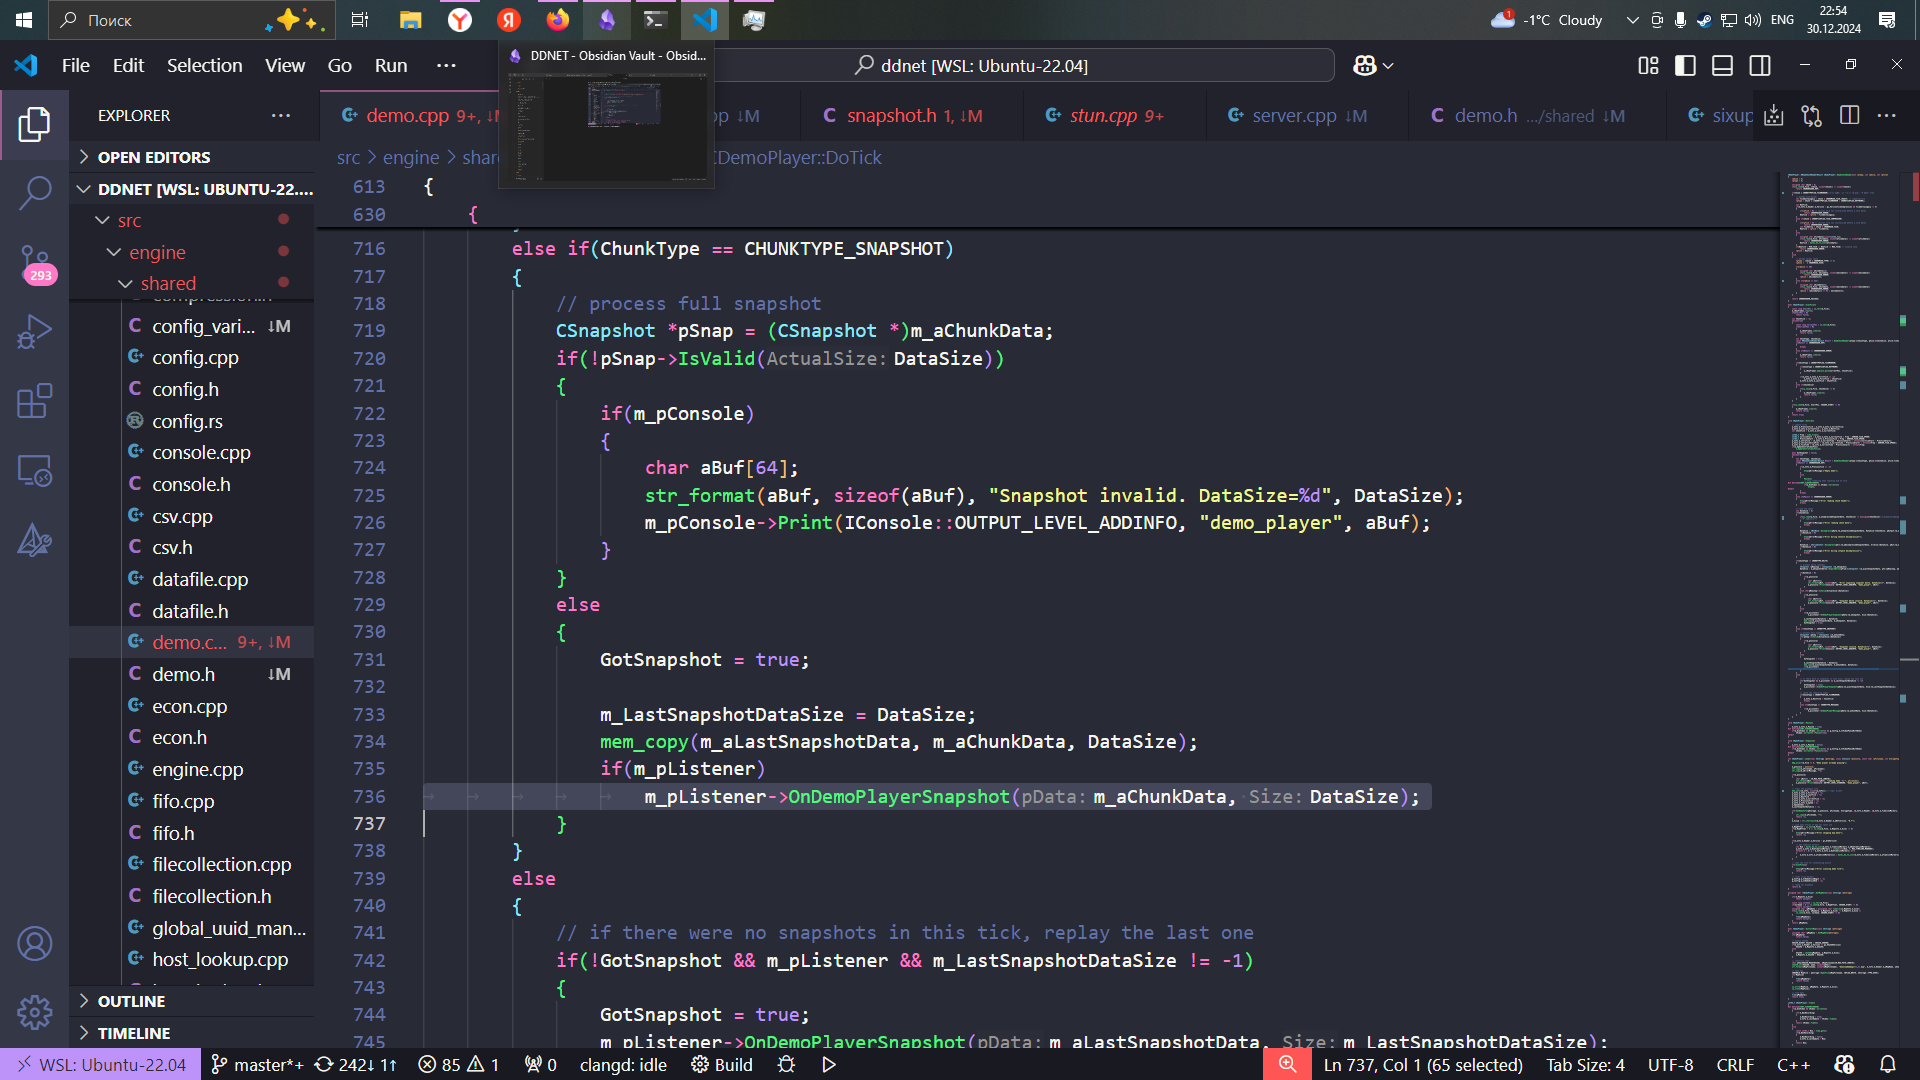 Поиск
1
-1°C Cloudy
ENG
22:54
30.12.2024
File Edit Selection View Go Run ···
DDNET - Obsidian Vault - Obsid...
ddnet [WSL: Ubuntu-22.04]
EXPLORER
demo.cpp 9+, ↓M
pp ↓M
snapshot.h 1, ↓M
stun.cpp 9+
server.cpp ↓M
demo.h .../shared ↓M
sixup
OPEN EDITORS
DDNET [WSL: UBUNTU-22....
src > engine > shar
CDemoPlayer::DoTick
src
engine
shared
config_vari... ↓M
config.cpp
config.h
config.rs
console.cpp
console.h
csv.cpp
csv.h
datafile.cpp
datafile.h
demo.c... 9+, ↓M
demo.h ↓M
econ.cpp
econ.h
engine.cpp
fifo.cpp
fifo.h
filecollection.cpp
filecollection.h
global_uuid_man...
host_lookup.cpp
OUTLINE
TIMELINE
293
613 {
630 {
716 else if(ChunkType == CHUNKTYPE_SNAPSHOT)
717 {
718 // process full snapshot
719 CSnapshot *pSnap = (CSnapshot *)m_aChunkData;
720 if(!pSnap->IsValid(ActualSize: DataSize))
721 {
722 if(m_pConsole)
723 {
724 char aBuf[64];
725 str_format(aBuf, sizeof(aBuf), "Snapshot invalid. DataSize=%d", DataSize);
726 m_pConsole->Print(IConsole::OUTPUT_LEVEL_ADDINFO, "demo_player", aBuf);
727 }
728 }
729 else
730 {
731 GotSnapshot = true;
732
733 m_LastSnapshotDataSize = DataSize;
734 mem_copy(m_aLastSnapshotData, m_aChunkData, DataSize);
735 if(m_pListener)
736 m_pListener->OnDemoPlayerSnapshot(pData: m_aChunkData, Size: DataSize);
737 }
738 }
739 else
740 {
741 // if there were no snapshots in this tick, replay the last one
742 if(!GotSnapshot && m_pListener && m_LastSnapshotDataSize != -1)
743 {
744 GotSnapshot = true;
745 m_pListener->OnDemoPlayerSnapshot(pData: m_aLastSnapshotData, Size: m_LastSnapshotDataSize);
WSL: Ubuntu-22.04 master*+ 242↓ 1↑ 85 1 0 clangd: idle Build Ln 737, Col 1 (65 selected) Tab Size: 4 UTF-8 CRLF C++